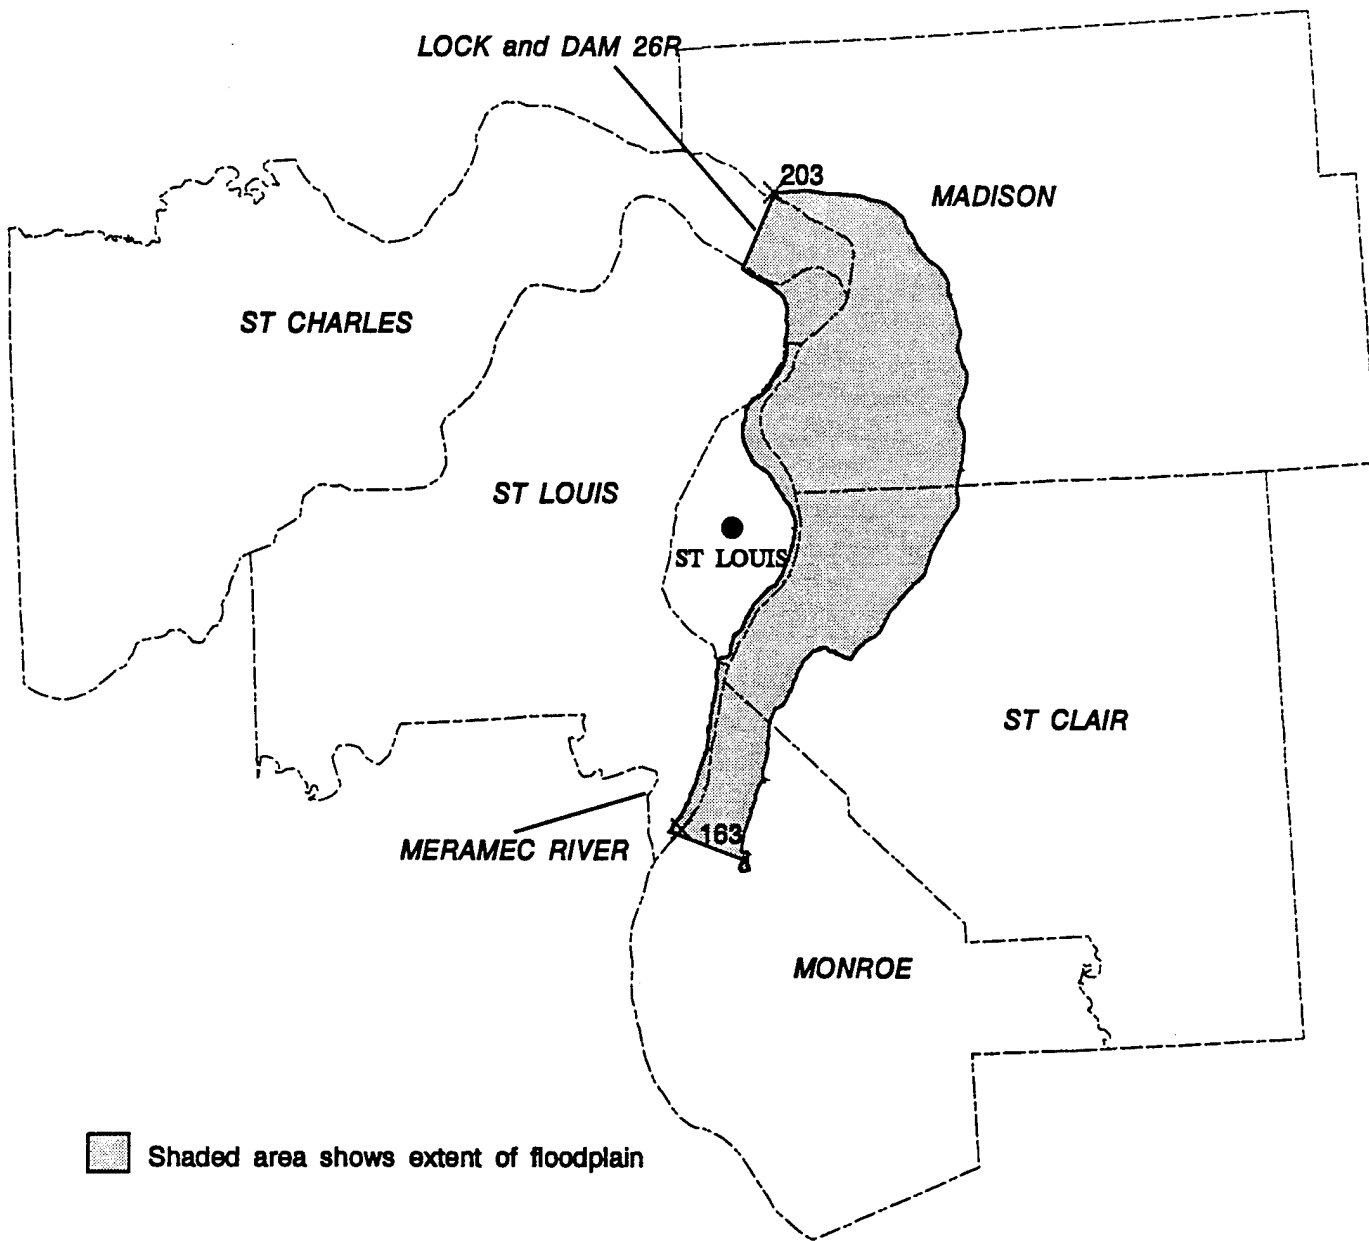 LOCK and DAM 26R
203
MADISON
ST CHARLES
ST LOUIS
ST LOUIS
ST CLAIR
163
MERAMEC RIVER
MONROE
Shaded area shows extent of floodplain